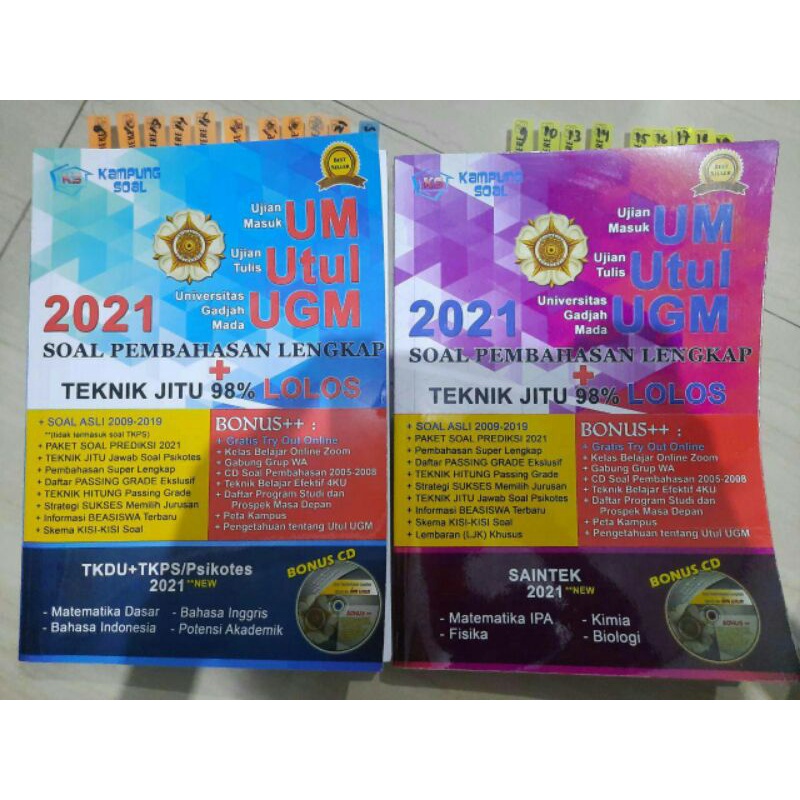 KS KAMPUNG SOAL
BEST SELLER
Ujian Masuk UM
Ujian Tulis Utul
Universitas Gadjah Mada UGM
2021
SOAL PEMBAHASAN LENGKAP
+
TEKNIK JITU 98% LOLOS
+ SOAL ASLI 2009-2019
**(tidak termasuk soal TKPS)
+ PAKET SOAL PREDIKSI 2021
+ TEKNIK JITU Jawab Soal Psikotes
+ Pembahasan Super Lengkap
+ Daftar PASSING GRADE Ekslusif
+ TEKNIK HITUNG Passing Grade
+ Strategi SUKSES Memilih Jurusan
+ Informasi BEASISWA Terbaru
+ Skema KISI-KISI Soal
BONUS++ :
+ Gratis Try Out Online
+ Kelas Belajar Online Zoom
+ Gabung Grup WA
+ CD Soal Pembahasan 2005-2008
+ Teknik Belajar Efektif 4KU
+ Daftar Program Studi dan
Prospek Masa Depan
+ Peta Kampus
+ Pengetahuan tentang Utul UGM
TKDU+TKPS/Psikotes
2021 **NEW
- Matematika Dasar
- Bahasa Indonesia
- Bahasa Inggris
- Potensi Akademik
BONUS CD
KS KAMPUNG SOAL
BEST SELLER
Ujian Masuk UM
Ujian Tulis Utul
Universitas Gadjah Mada UGM
2021
SOAL PEMBAHASAN LENGKAP
+
TEKNIK JITU 98% LOLOS
+ SOAL ASLI 2009-2019
+ PAKET SOAL PREDIKSI 2021
+ Pembahasan Super Lengkap
+ Daftar PASSING GRADE Ekslusif
+ TEKNIK HITUNG Passing Grade
+ Strategi SUKSES Memilih Jurusan
+ TEKNIK JITU Jawab Soal Psikotes
+ Informasi BEASISWA Terbaru
+ Skema KISI-KISI Soal
+ Lembaran (LJK) Khusus
BONUS++ :
+ Gratis Try Out Online
+ Kelas Belajar Online Zoom
+ Gabung Grup WA
+ CD Soal Pembahasan 2005-2008
+ Teknik Belajar Efektif 4KU
+ Daftar Program Studi dan
Prospek Masa Depan
+ Peta Kampus
+ Pengetahuan tentang Utul UGM
SAINTEK
2021 **NEW
- Matematika IPA
- Fisika
- Kimia
- Biologi
BONUS CD